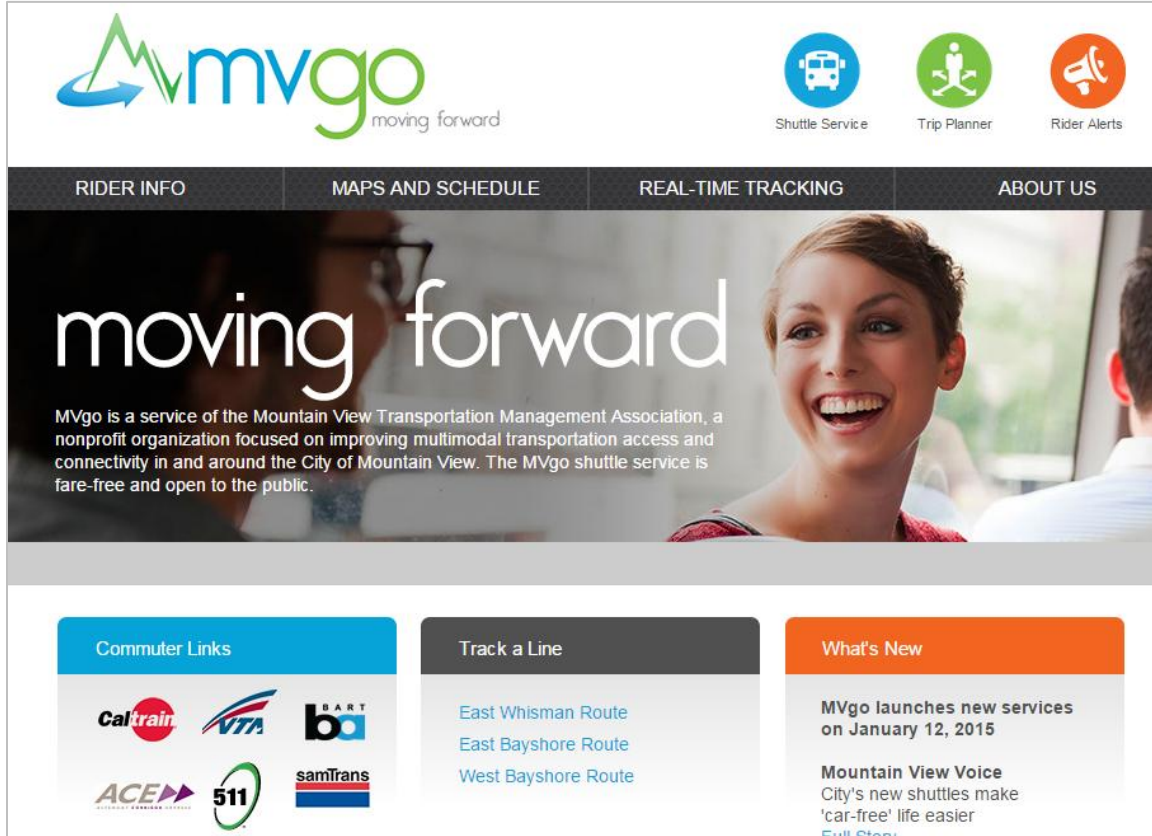 mvgo
moving forward
Shuttle Service
Trip Planner
Rider Alerts
RIDER INFO
MAPS AND SCHEDULE
REAL-TIME TRACKING
ABOUT US
moving forward
MVgo is a service of the Mountain View Transportation Management Association, a
nonprofit organization focused on improving multimodal transportation access and
connectivity in and around the City of Mountain View. The MVgo shuttle service is
fare-free and open to the public.
Commuter Links
Caltrain
VTA
BART
ba
ACE
511
samTrans
Track a Line
East Whisman Route
East Bayshore Route
West Bayshore Route
What's New
MVgo launches new services
on January 12, 2015
Mountain View Voice
City's new shuttles make
'car-free' life easier
Full Story